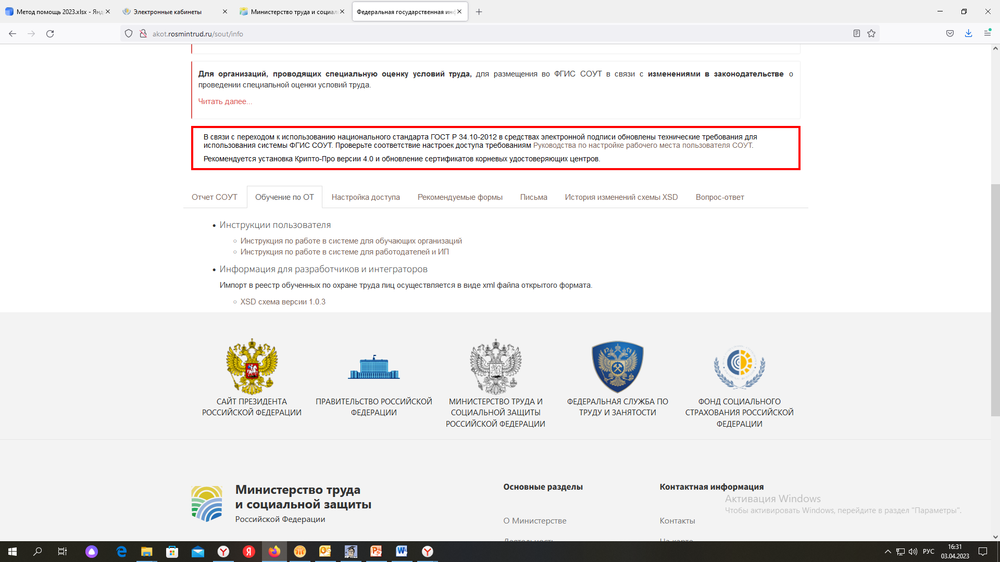 Метод помощь 2023.xlsx - Янд
Электронные кабинеты
Министерство труда и социал
Федеральная государственная инф
akot.rosmintrud.ru/sout/info
Для организаций, проводящих специальную оценку условий труда, для размещения во ФГИС СОУТ в связи с изменениями в законодательстве о
проведении специальной оценки условий труда.
Читать далее...
В связи с переходом к использованию национального стандарта ГОСТ Р 34.10-2012 в средствах электронной подписи обновлены технические требования для
использования системы ФГИС СОУТ. Проверьте соответствие настроек доступа требованиям Руководства по настройке рабочего места пользователя СОУТ.
Рекомендуется установка Крипто-Про версии 4.0 и обновление сертификатов корневых удостоверяющих центров.
Отчет СОУТ
Обучение по ОТ
Настройка доступа
Рекомендуемые формы
Письма
История изменений схемы XSD
Вопрос-ответ
Инструкции пользователя
Инструкция по работе в системе для обучающих организаций
Инструкция по работе в системе для работодателей и ИП
Информация для разработчиков и интеграторов
Импорт в реестр обученных по охране труда лиц осуществляется в виде xml файла открытого формата.
XSD схема версии 1.0.3
САЙТ ПРЕЗИДЕНТА
РОССИЙСКОЙ ФЕДЕРАЦИИ
ПРАВИТЕЛЬСТВО РОССИЙСКОЙ
ФЕДЕРАЦИИ
МИНИСТЕРСТВО ТРУДА И
СОЦИАЛЬНОЙ ЗАЩИТЫ
РОССИЙСКОЙ ФЕДЕРАЦИИ
ФЕДЕРАЛЬНАЯ СЛУЖБА ПО
ТРУДУ И ЗАНЯТОСТИ
ФОНД СОЦИАЛЬНОГО
СТРАХОВАНИЯ РОССИЙСКОЙ
ФЕДЕРАЦИИ
Министерство труда
и социальной защиты
Российской Федерации
Основные разделы
О Министерстве
Деятельность
Контактная информация
Контакты
На карте
Активация Windows
Чтобы активировать Windows, перейдите в раздел "Параметры".
РУС
16:31
03.04.2023